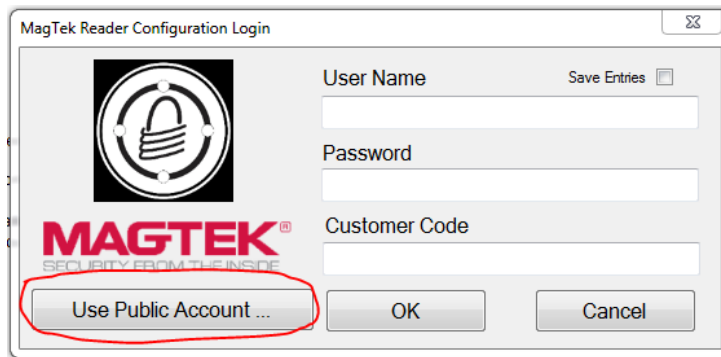 MagTek Reader Configuration Login
User Name
Save Entries
Password
Customer Code
MAGTEK®
SECURITY FROM THE INSIDE
Use Public Account ...
OK
Cancel